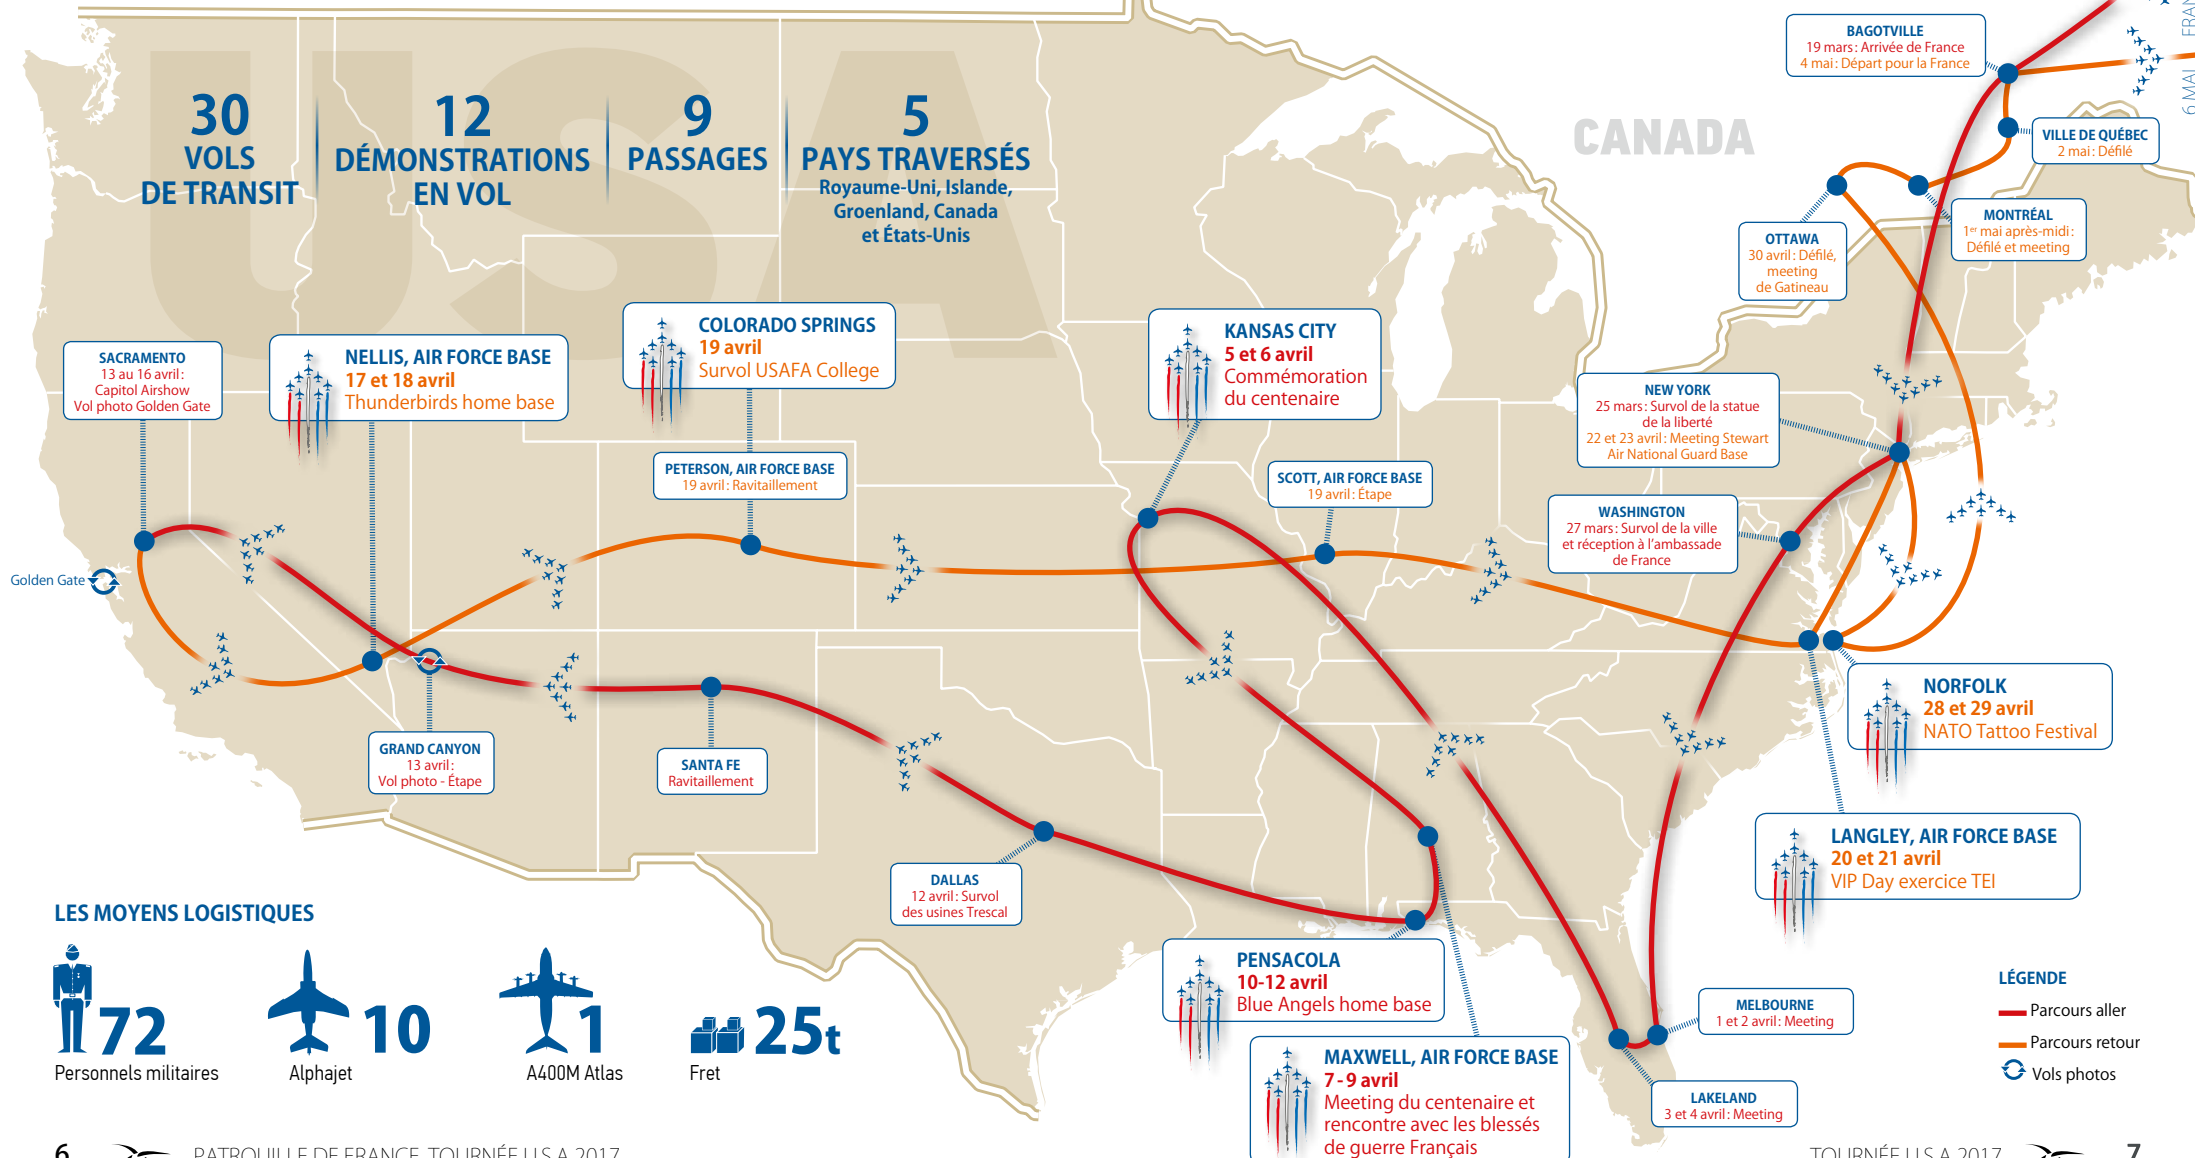 BAGOTVILLE
19 mars : Arrivée de France
4 mai : Départ pour la France
6 MAI
USA
30
VOLS
DE TRANSIT
12
DÉMONSTRATIONS
EN VOL
9
PASSAGES
5
PAYS TRAVERSÉS
Royaume-Uni, Islande,
Groenland, Canada
et États-Unis
CANADA
VILLE DE QUÉBEC
2 mai : Défilé
MONTRÉAL
1er mai après-midi :
Défilé et meeting
OTTAWA
30 avril : Défilé,
meeting
de Gatineau
SACRAMENTO
13 au 16 avril :
Capitol Airshow
Vol photo Golden Gate
NELLIS, AIR FORCE BASE
17 et 18 avril
Thunderbirds home base
COLORADO SPRINGS
19 avril
Survol USAFA College
KANSAS CITY
5 et 6 avril
Commémoration
du centenaire
NEW YORK
25 mars : Survol de la statue
de la liberté
22 et 23 avril : Meeting Stewart
Air National Guard Base
PETERSON, AIR FORCE BASE
19 avril : Ravitaillement
SCOTT, AIR FORCE BASE
19 avril : Étape
WASHINGTON
27 mars : Survol de la ville
et réception à l'ambassade
de France
Golden Gate
NORFOLK
28 et 29 avril
NATO Tattoo Festival
GRAND CANYON
13 avril :
Vol photo - Étape
SANTA FE
Ravitaillement
LANGLEY, AIR FORCE BASE
20 et 21 avril
VIP Day exercice TEI
DALLAS
12 avril : Survol
des usines Trescal
PENSACOLA
10-12 avril
Blue Angels home base
MELBOURNE
1 et 2 avril : Meeting
MAXWELL, AIR FORCE BASE
7 - 9 avril
Meeting du centenaire et
rencontre avec les blessés
de guerre Français
LAKELAND
3 et 4 avril : Meeting
LES MOYENS LOGISTIQUES
72
Personnels militaires
10
Alphajet
1
A400M Atlas
25t
Fret
LÉGENDE
Parcours aller
Parcours retour
Vols photos
6
PATROUILLE DE FRANCE TOURNÉE U.S.A 2017
TOURNÉE U.S.A 2017
7